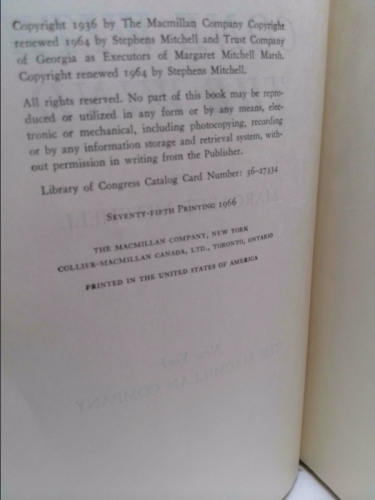 Copyright 1936 by The Macmillan Company Copyright
renewed 1964 by Stephens Mitchell and Trust Company
of Georgia as Executors of Margaret Mitchell Marsh.
Copyright renewed 1964 by Stephens Mitchell.
All rights reserved. No part of this book may be repro-
duced or utilized in any form or by any means, elec-
tronic or mechanical, including photocopying, recording
or by any information storage and retrieval system, with-
out permission in writing from the Publisher.
Library of Congress Catalog Card Number: 36-27334
SEVENTY-FIFTH PRINTING 1966
THE MACMILLAN COMPANY, NEW YORK
COLLIER-MACMILLAN CANADA, LTD., TORONTO, ONTARIO
PRINTED IN THE UNITED STATES OF AMERICA